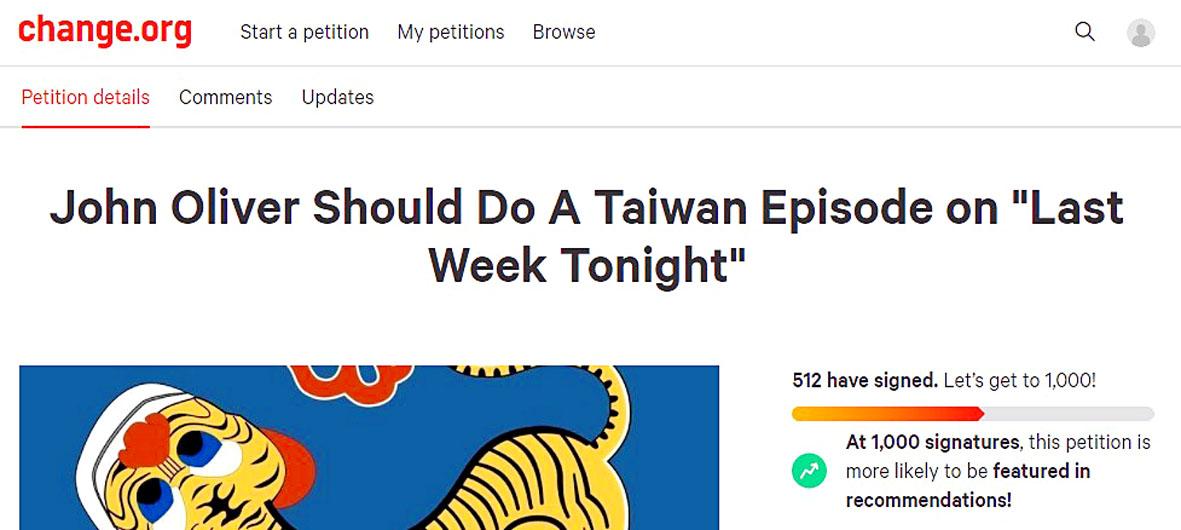 change.org Start a petition My petitions Browse
Petition details Comments Updates
John Oliver Should Do A Taiwan Episode on "Last
Week Tonight"
512 have signed. Let's get to 1,000!
At 1,000 signatures, this petition is
more likely to be featured in
recommendations!